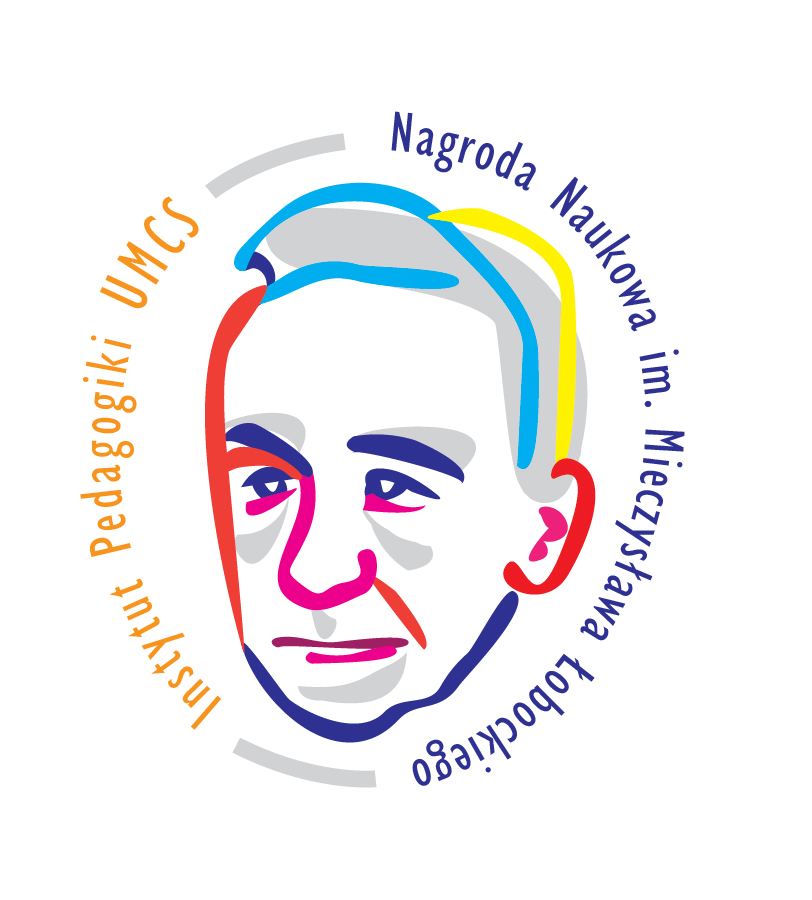 Nagroda Naukowa im. Mieczysława Łobockiego
Instytut Pedagogiki UMCS